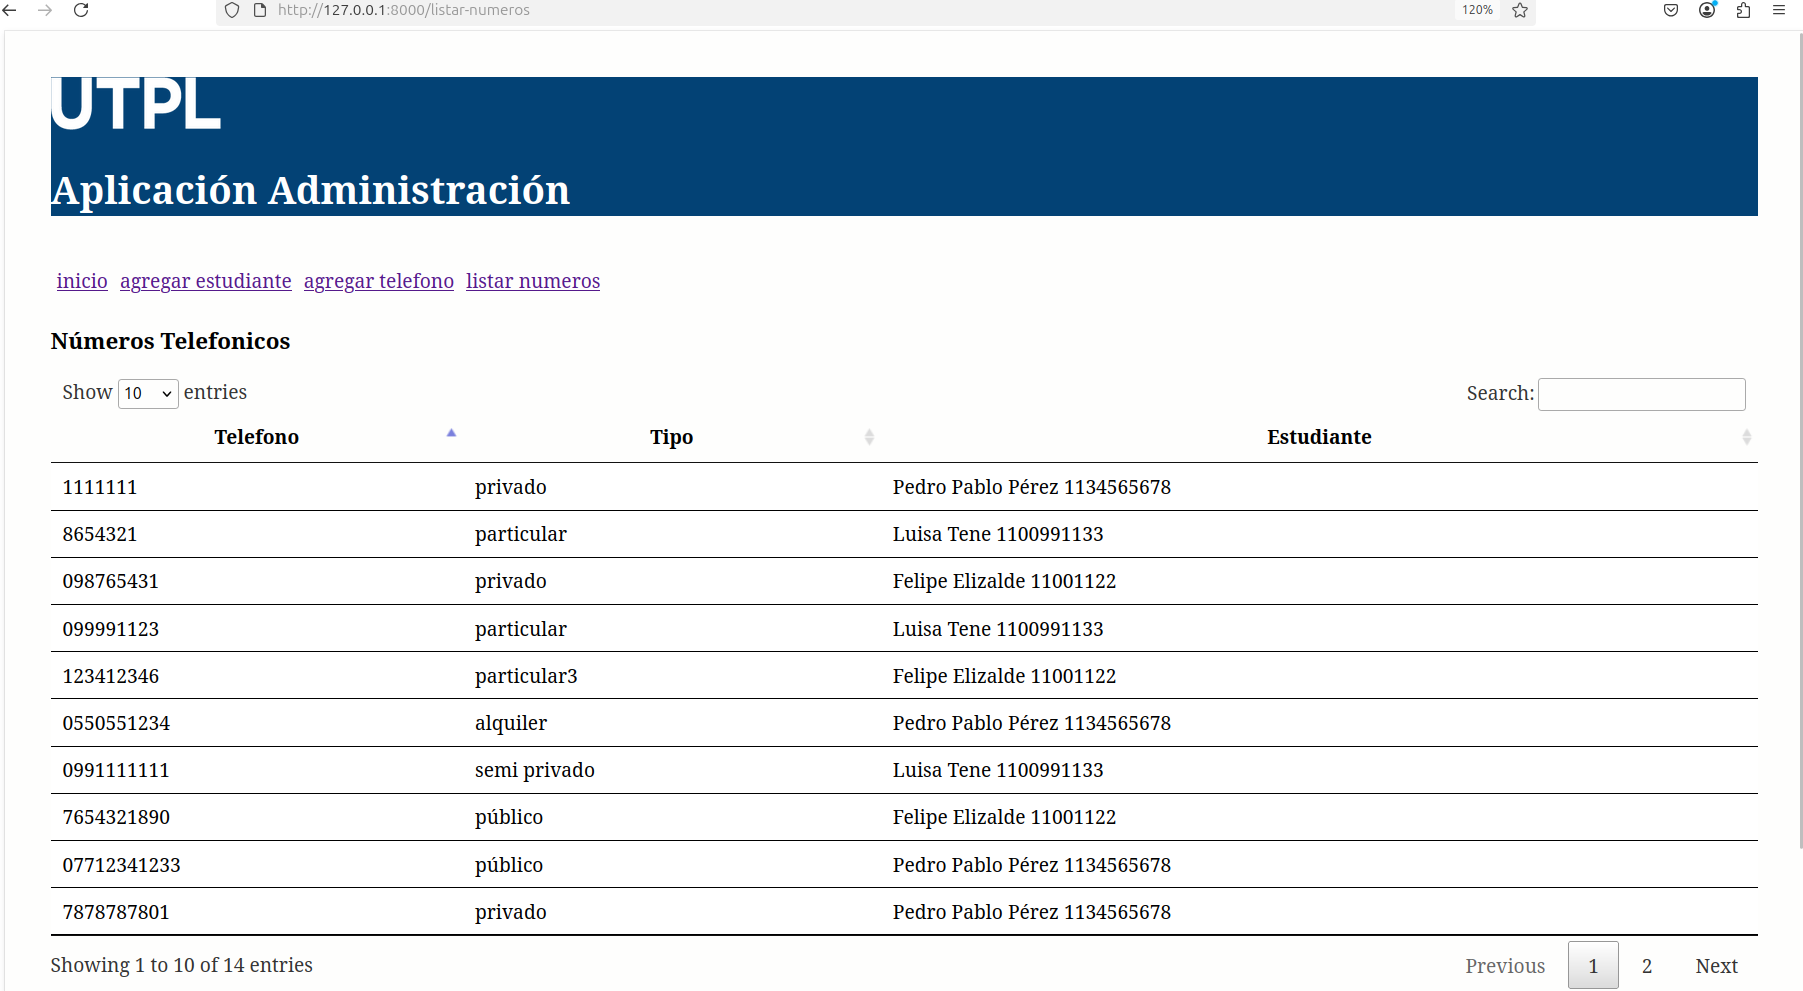 http://127.0.0.1:8000/listar-numeros 120%
UTPL
Aplicación Administración
inicio agregar estudiante agregar telefono listar numeros
Números Telefonicos
Show 10 entries Search:
Telefono Tipo Estudiante
1111111 privado Pedro Pablo Pérez 1134565678
8654321 particular Luisa Tene 1100991133
098765431 privado Felipe Elizalde 11001122
099991123 particular Luisa Tene 1100991133
123412346 particular3 Felipe Elizalde 11001122
0550551234 alquiler Pedro Pablo Pérez 1134565678
0991111111 semi privado Luisa Tene 1100991133
7654321890 público Felipe Elizalde 11001122
07712341233 público Pedro Pablo Pérez 1134565678
7878787801 privado Pedro Pablo Pérez 1134565678
Showing 1 to 10 of 14 entries Previous 1 2 Next